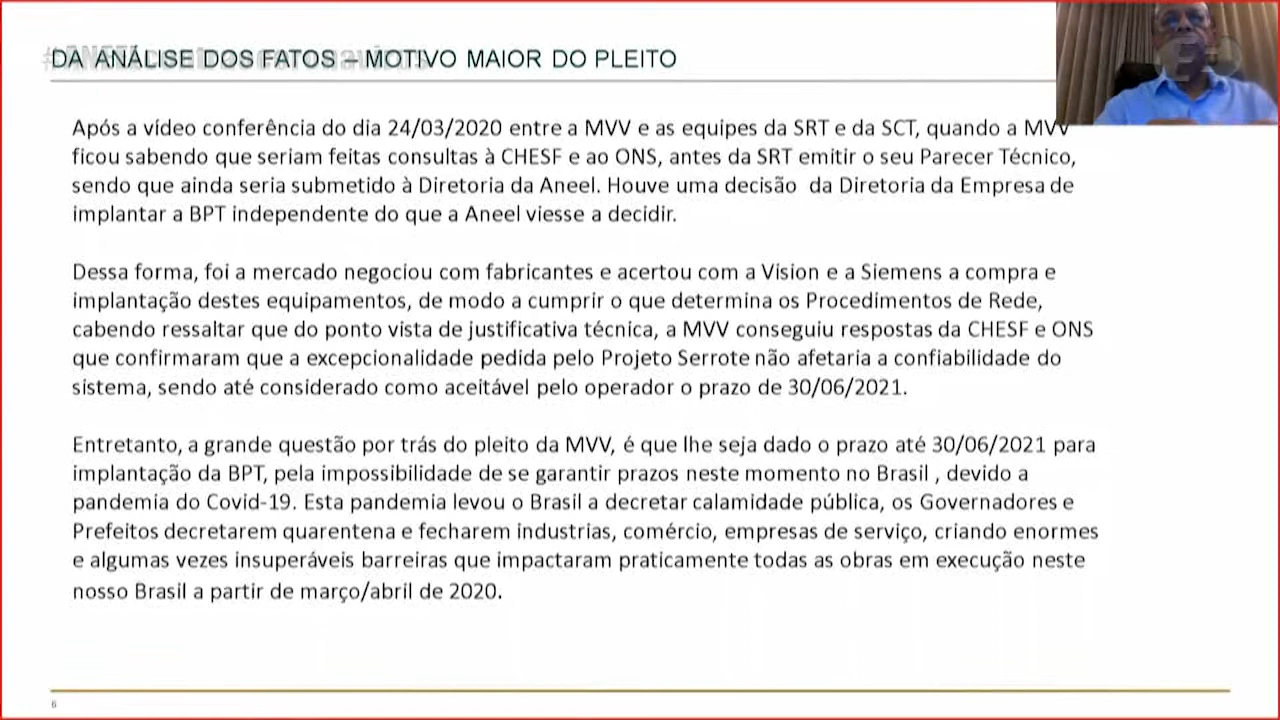 DA ANÁLISE DOS FATOS – MOTIVO MAIOR DO PLEITO
Após a vídeo conferência do dia 24/03/2020 entre a MVV e as equipes da SRT e da SCT, quando a MVV
ficou sabendo que seriam feitas consultas à CHESF e ao ONS, antes da SRT emitir o seu Parecer Técnico,
sendo que ainda seria submetido à Diretoria da Aneel. Houve uma decisão da Diretoria da Empresa de
implantar a BPT independente do que a Aneel viesse a decidir.
Dessa forma, foi a mercado negociou com fabricantes e acertou com a Vision e a Siemens a compra e
implantação destes equipamentos, de modo a cumprir o que determina os Procedimentos de Rede,
cabendo ressaltar que do ponto vista de justificativa técnica, a MVV conseguiu respostas da CHESF e ONS
que confirmaram que a excepcionalidade pedida pelo Projeto Serrote não afetaria a confiabilidade do
sistema, sendo até considerado como aceitável pelo operador o prazo de 30/06/2021.
Entretanto, a grande questão por trás do pleito da MVV, é que lhe seja dado o prazo até 30/06/2021 para
implantação da BPT, pela impossibilidade de se garantir prazos neste momento no Brasil , devido a
pandemia do Covid-19. Esta pandemia levou o Brasil a decretar calamidade pública, os Governadores e
Prefeitos decretarem quarentena e fecharem industrias, comércio, empresas de serviço, criando enormes
e algumas vezes insuperáveis barreiras que impactaram praticamente todas as obras em execução neste
nosso Brasil a partir de março/abril de 2020.
6